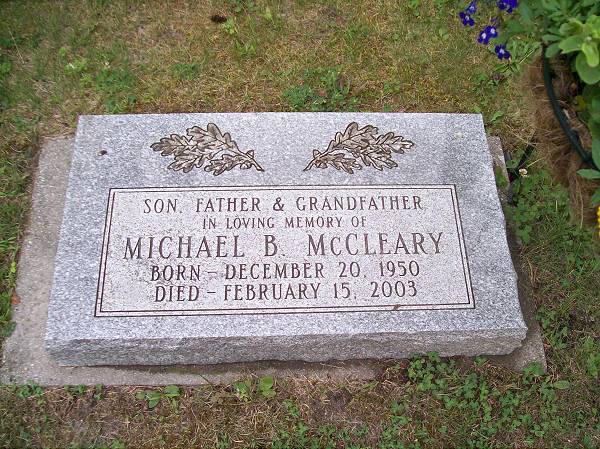 SON, FATHER & GRANDFATHER
IN LOVING MEMORY OF
MICHAEL B. MCCLEARY
BORN – DECEMBER 20, 1950
DIED – FEBRUARY 15, 2003